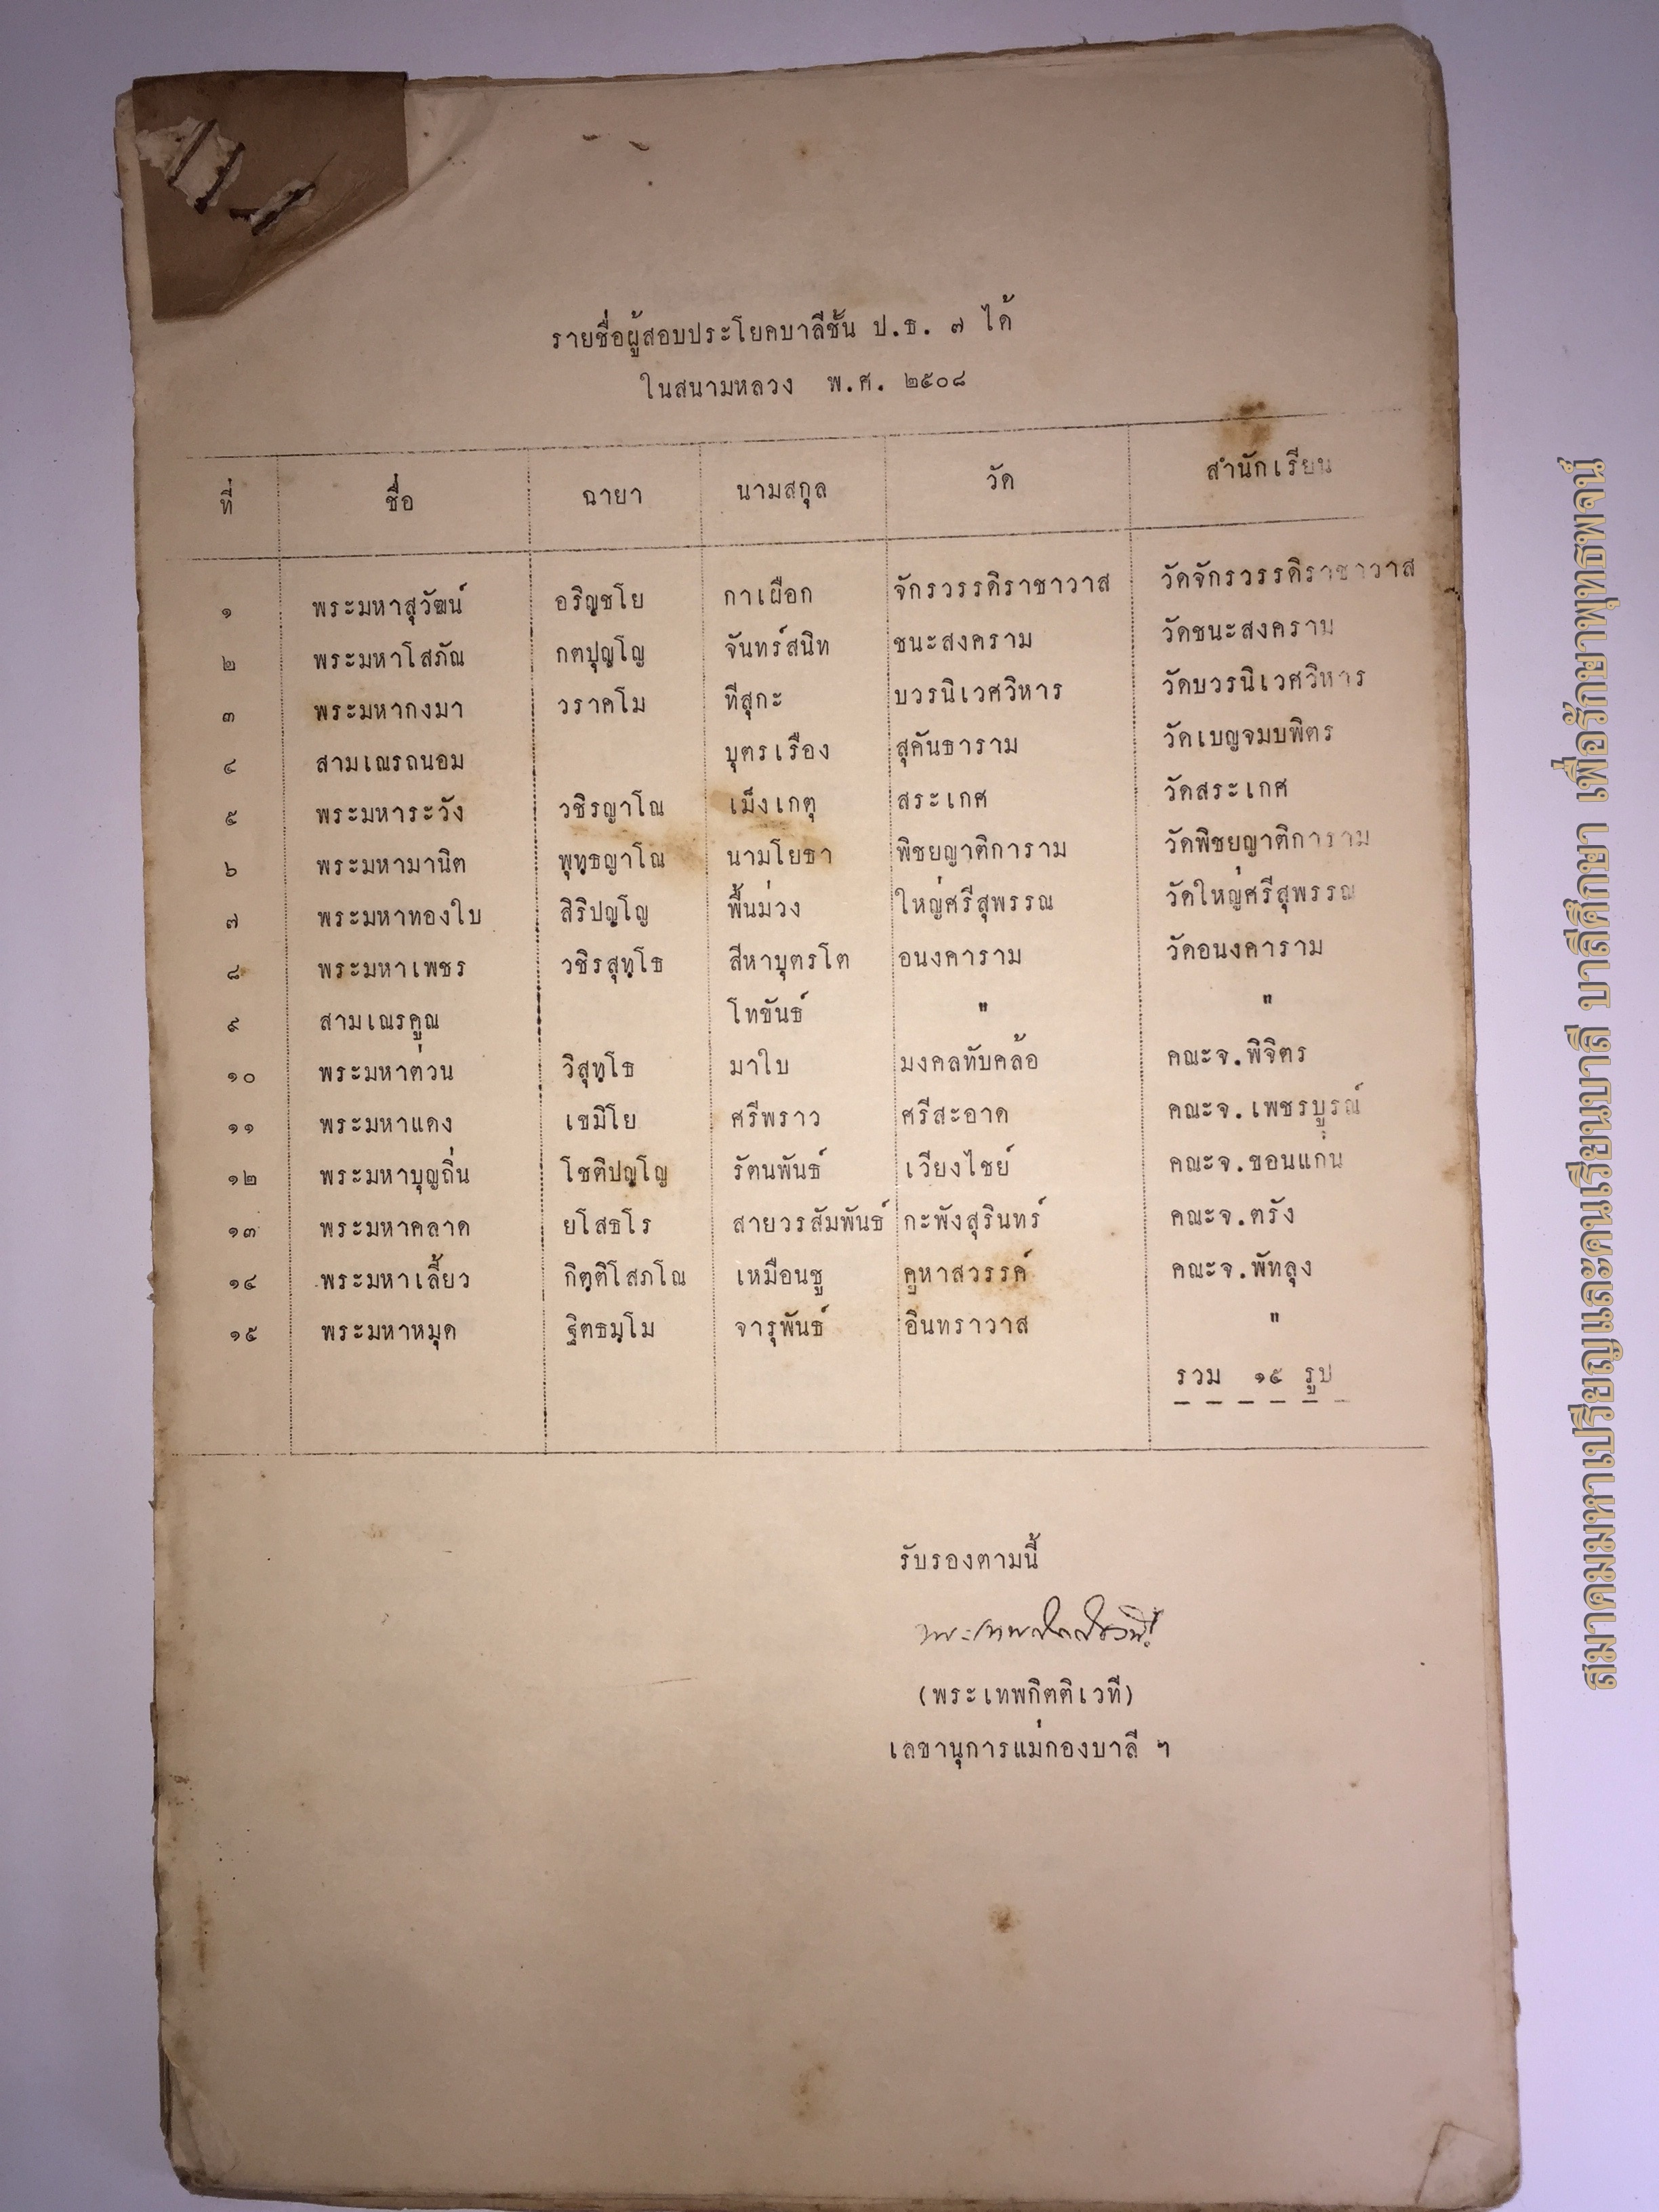 รายชื่อผู้สอบประโยคบาลีชั้น ป.ธ. ๗ ได้
ในสนามหลวง พ.ศ. ๒๕๐๘
ที่ ชื่อ ฉายา นามสกุล วัด สำนักเรียน
๑ พระมหาสุวัฒน์ อริญชโย กาเผือก จักรวรรดิราชาวาส วัดจักรวรรดิราชาวาส
๒ พระมหาโสภัณ กตปุญฺโญ จันทร์สนิท ชนะสงคราม วัดชนะสงคราม
๓ พระมหากงมา วราคโม ทีสุกะ บวรนิเวศวิหาร วัดบวรนิเวศวิหาร
๔ สามเณรถนอม บุตรเรือง สุคันธาราม วัดเบญจมบพิตร
๕ พระมหาระวัง วชิรญาโณ เม็งเกตุ สระเกศ วัดสระเกศ
๖ พระมหามานิต พุทฺธญาโณ นามโยธา พิชยญาติการาม วัดพิชยญาติการาม
๗ พระมหาทองใบ สิริปญฺโญ พื้นม่วง ใหญ่ศรีสุพรรณ วัดใหญ่ศรีสุพรรณ
๘ พระมหาเพชร วชิรสุทฺโธ สีหาบุตรโต อนงคาราม วัดอนงคาราม
๙ สามเณรคูณ โทขันธ์ " "
๑๐ พระมหาต่วน วิสุทฺโธ มาใบ มงคลทับคล้อ คณะจ.พิจิตร
๑๑ พระมหาแดง เขมิโย ศรีพราว ศรีสะอาด คณะจ.เพชรบูรณ์
๑๒ พระมหาบุญถิ่น โชติปญฺโญ รัตนพันธ์ เวียงไชย์ คณะจ.ขอนแก่น
๑๓ พระมหาคลาด ยโสธโร สายวรสัมพันธ์ กะพังสุรินทร์ คณะจ.ตรัง
๑๔ พระมหาเลี้ยว กิตฺติโสภโณ เหมือนชู คูหาสวรรค์ คณะจ.พัทลุง
๑๕ พระมหาหมุด ฐิตธมฺโม จารุพันธ์ อินทราวาส "
รวม ๑๕ รูป
รับรองตามนี้
(พระเทพกิตติเวที)
เลขานุการแม่กองบาลี ฯ
สมาคมมหาเปรียญและคนเรียนบาลี บาลีศึกษา เพื่อรักษาพุทธพจน์